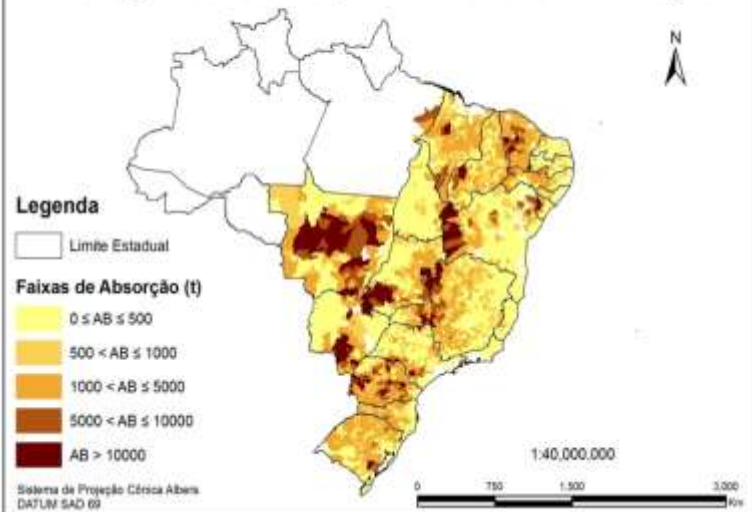 N
Legenda
Limite Estadual
Faixas de Absorção (t)
0 ≤ AB ≤ 500
500 < AB ≤ 1000
1000 < AB ≤ 5000
5000 < AB ≤ 10000
AB > 10000
Sistema de Projeção Cônica Albers
DATUM SAD 69
1:40,000,000
0 750 1,500 3,000
Km